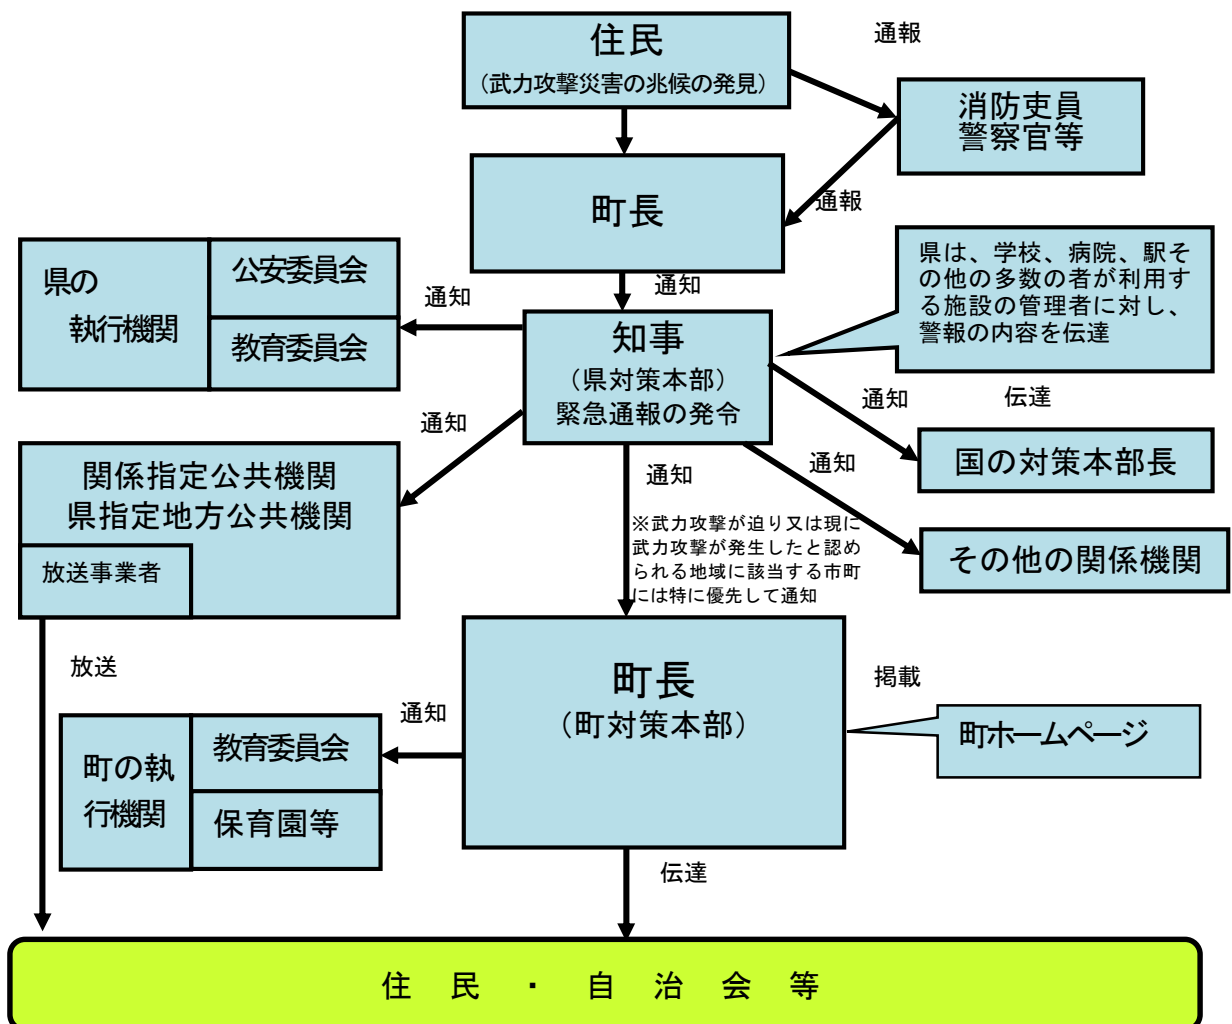 住民
（武力攻撃災害の兆候の発見）
通報
消防吏員
警察官等
町長
通報
通知
県の
執行機関
公安委員会
教育委員会
通知
知事
（県対策本部）
緊急通報の発令
県は、学校、病院、駅そ
の他の多数の者が利用す
る施設の管理者に対し、
警報の内容を伝達
伝達
通知
国の対策本部長
通知
関係指定公共機関
県指定地方公共機関
放送事業者
通知
※武力攻撃が迫り又は現に
武力攻撃が発生したと認め
られる地域に該当する市町
には特に優先して通知
通知
その他の関係機関
放送
町長
（町対策本部）
掲載
町ホームページ
通知
町の執
行機関
教育委員会
保育園等
伝達
住民・自治会等